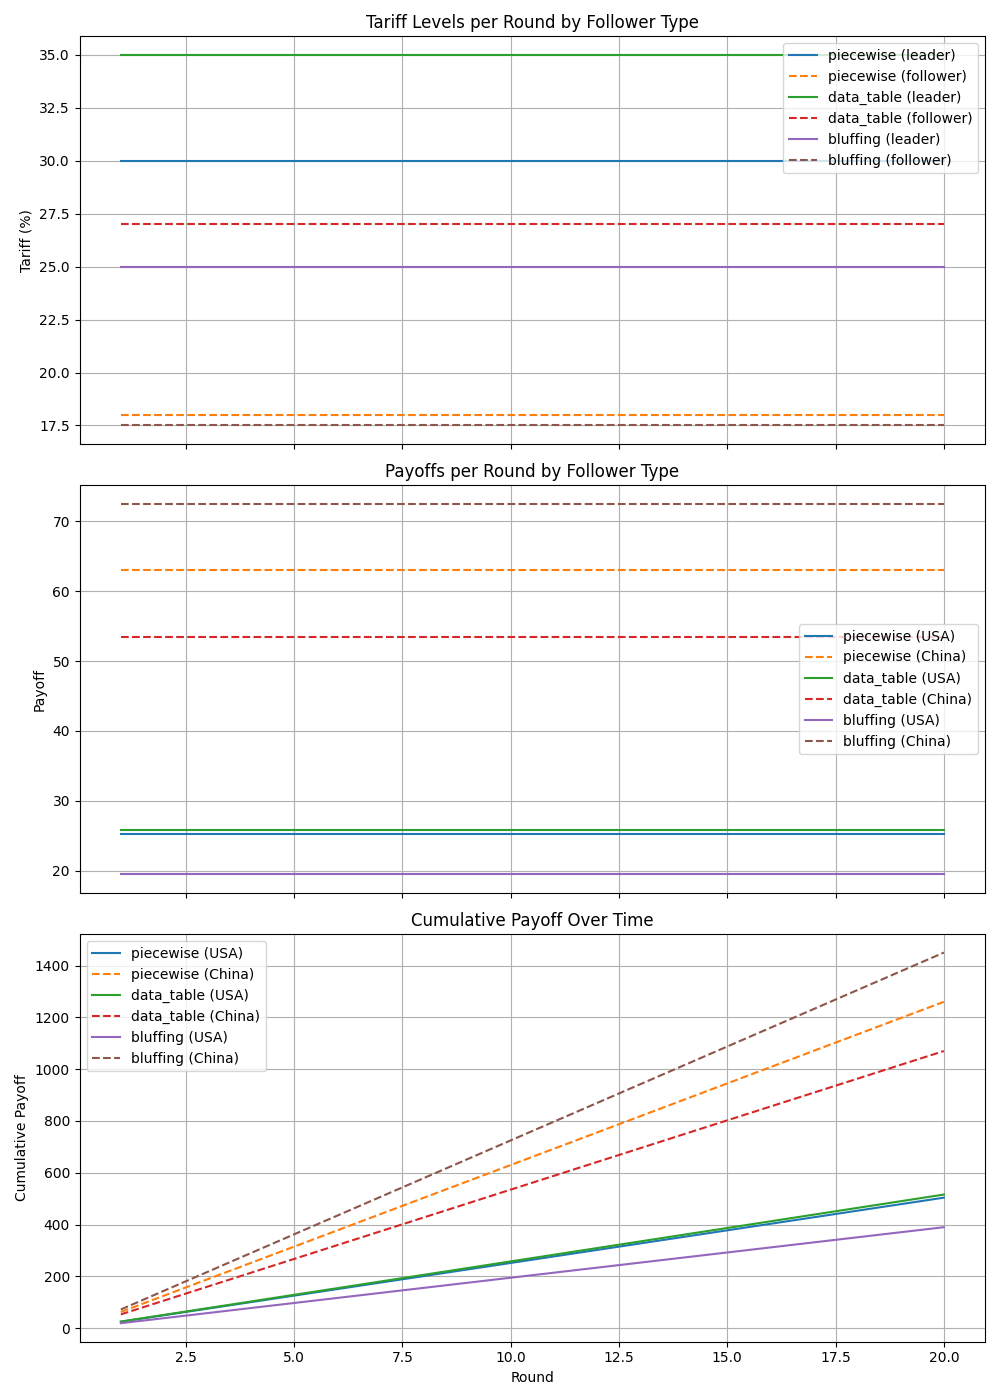 Tariff Levels per Round by Follower Type
Tariff (%)
35.0
32.5
30.0
27.5
25.0
22.5
20.0
17.5
piecewise (leader)
piecewise (follower)
data_table (leader)
data_table (follower)
bluffing (leader)
bluffing (follower)
Payoffs per Round by Follower Type
Payoff
70
60
50
40
30
20
piecewise (USA)
piecewise (China)
data_table (USA)
data_table (China)
bluffing (USA)
bluffing (China)
Cumulative Payoff Over Time
Cumulative Payoff
1400
1200
1000
800
600
400
200
0
piecewise (USA)
piecewise (China)
data_table (USA)
data_table (China)
bluffing (USA)
bluffing (China)
2.5 5.0 7.5 10.0 12.5 15.0 17.5 20.0
Round